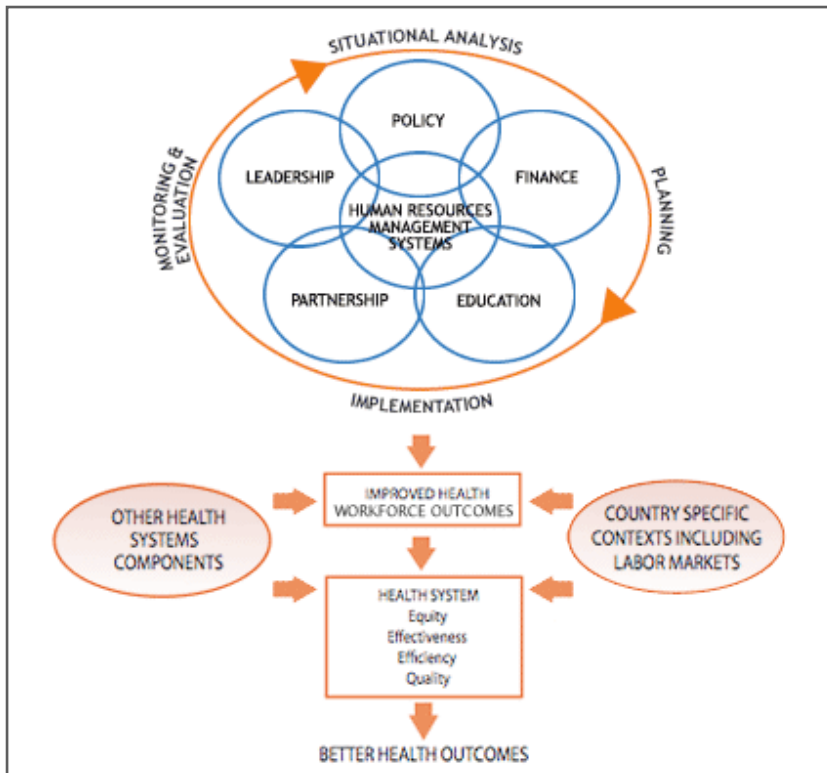 SITUATIONAL ANALYSIS
POLICY
LEADERSHIP
FINANCE
MONITORING &
EVALUATION
PLANNING
HUMAN RESOURCES
MANAGEMENT
SYSTEMS
PARTNERSHIP
EDUCATION
IMPLEMENTATION
IMPROVED HEALTH
WORKFORCE OUTCOMES
OTHER HEALTH
SYSTEMS
COMPONENTS
COUNTRY SPECIFIC
CONTEXTS INCLUDING
LABOR MARKETS
HEALTH SYSTEM
Equity
Effectiveness
Efficiency
Quality
BETTER HEALTH OUTCOMES